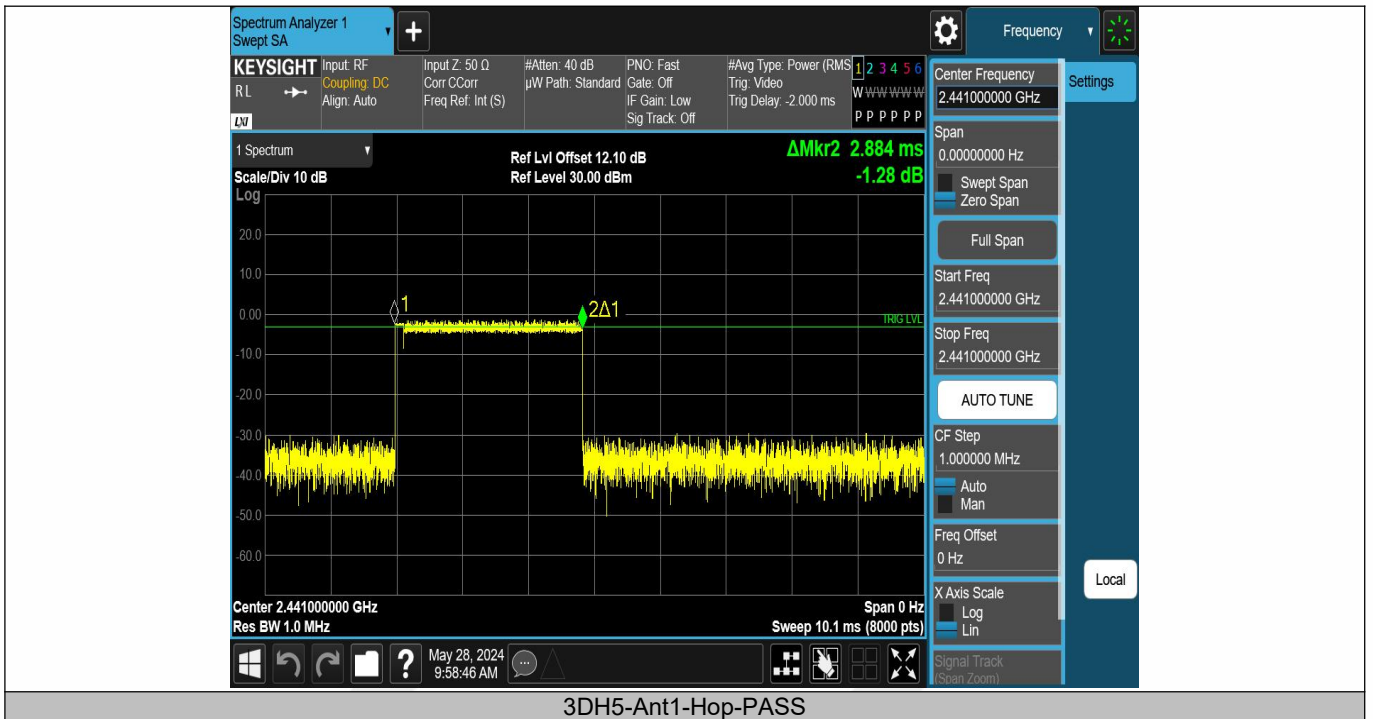 Spectrum Analyzer 1
Swept SA
+
Frequency
KEYSIGHT
RL
LXI
Input: RF
Coupling: DC
Align: Auto
Input Z: 50 Ω
Corr CCorr
Freq Ref: Int (S)
#Atten: 40 dB
µW Path: Standard
PNO: Fast
Gate: Off
IF Gain: Low
Sig Track: Off
#Avg Type: Power (RMS
Trig: Video
Trig Delay: -2.000 ms
1 2 3 4 5 6
W W W W W W
P P P P P P
1 Spectrum
Scale/Div 10 dB
Ref Lvl Offset 12.10 dB
Ref Level 30.00 dBm
ΔMkr2 2.884 ms
-1.28 dB
Log
20.0
10.0
0.00
-10.0
-20.0
-30.0
-40.0
-50.0
-60.0
1
2Δ1
TRIG LVL
Center 2.441000000 GHz
Res BW 1.0 MHz
Span 0 Hz
Sweep 10.1 ms (8000 pts)
Center Frequency
2.441000000 GHz
Settings
Span
0.00000000 Hz
Swept Span
Zero Span
Full Span
Start Freq
2.441000000 GHz
Stop Freq
2.441000000 GHz
AUTO TUNE
CF Step
1.000000 MHz
Auto
Man
Freq Offset
0 Hz
X Axis Scale
Log
Lin
Signal Track
(Span Zoom)
Local
?
May 28, 2024
9:58:46 AM
3DH5-Ant1-Hop-PASS